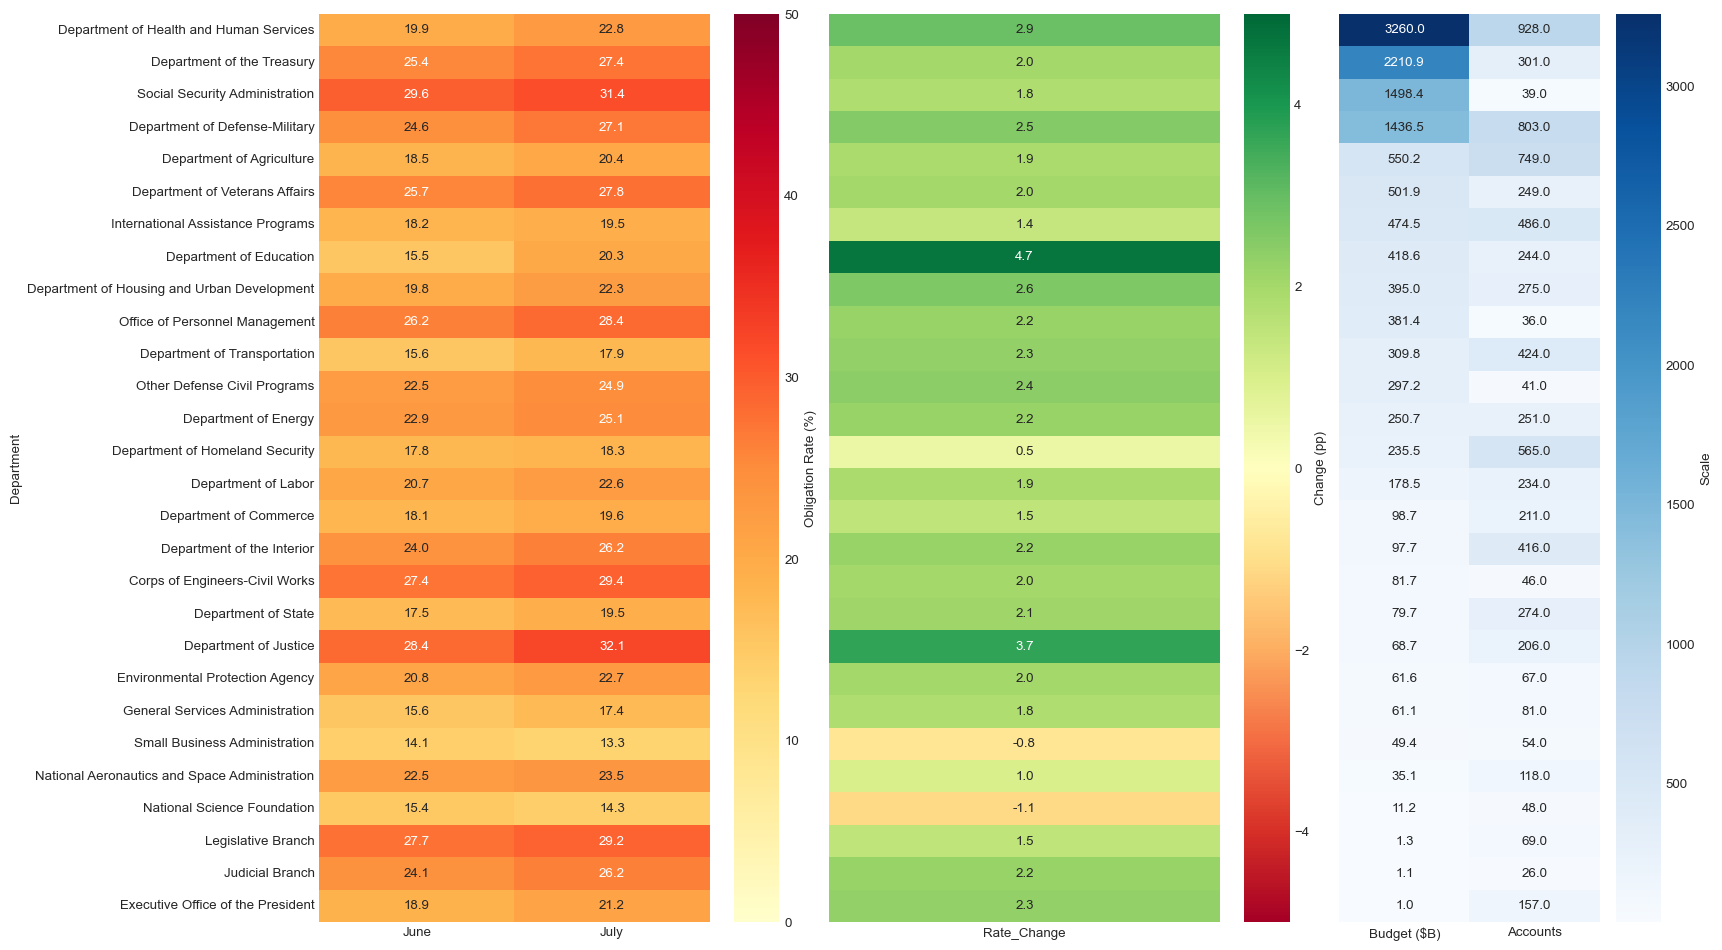 Department
Department of Health and Human Services 19.9 22.8 2.9 3260.0 928.0
Department of the Treasury 25.4 27.4 2.0 2210.9 301.0
Social Security Administration 29.6 31.4 1.8 1498.4 39.0
Department of Defense-Military 24.6 27.1 2.5 1436.5 803.0
Department of Agriculture 18.5 20.4 1.9 550.2 749.0
Department of Veterans Affairs 25.7 27.8 2.0 501.9 249.0
International Assistance Programs 18.2 19.5 1.4 474.5 486.0
Department of Education 15.5 20.3 4.7 418.6 244.0
Department of Housing and Urban Development 19.8 22.3 2.6 395.0 275.0
Office of Personnel Management 26.2 28.4 2.2 381.4 36.0
Department of Transportation 15.6 17.9 2.3 309.8 424.0
Other Defense Civil Programs 22.5 24.9 2.4 297.2 41.0
Department of Energy 22.9 25.1 2.2 250.7 251.0
Department of Homeland Security 17.8 18.3 0.5 235.5 565.0
Department of Labor 20.7 22.6 1.9 178.5 234.0
Department of Commerce 18.1 19.6 1.5 98.7 211.0
Department of the Interior 24.0 26.2 2.2 97.7 416.0
Corps of Engineers-Civil Works 27.4 29.4 2.0 81.7 46.0
Department of State 17.5 19.5 2.1 79.7 274.0
Department of Justice 28.4 32.1 3.7 68.7 206.0
Environmental Protection Agency 20.8 22.7 2.0 61.6 67.0
General Services Administration 15.6 17.4 1.8 61.1 81.0
Small Business Administration 14.1 13.3 -0.8 49.4 54.0
National Aeronautics and Space Administration 22.5 23.5 1.0 35.1 118.0
National Science Foundation 15.4 14.3 -1.1 11.2 48.0
Legislative Branch 27.7 29.2 1.5 1.3 69.0
Judicial Branch 24.1 26.2 2.2 1.1 26.0
Executive Office of the President 18.9 21.2 2.3 1.0 157.0
June July Rate_Change Budget ($B) Accounts
50
40
30
20
10
0
Obligation Rate (%)
4
2
0
−2
−4
Change (pp)
3000
2500
2000
1500
1000
500
Scale